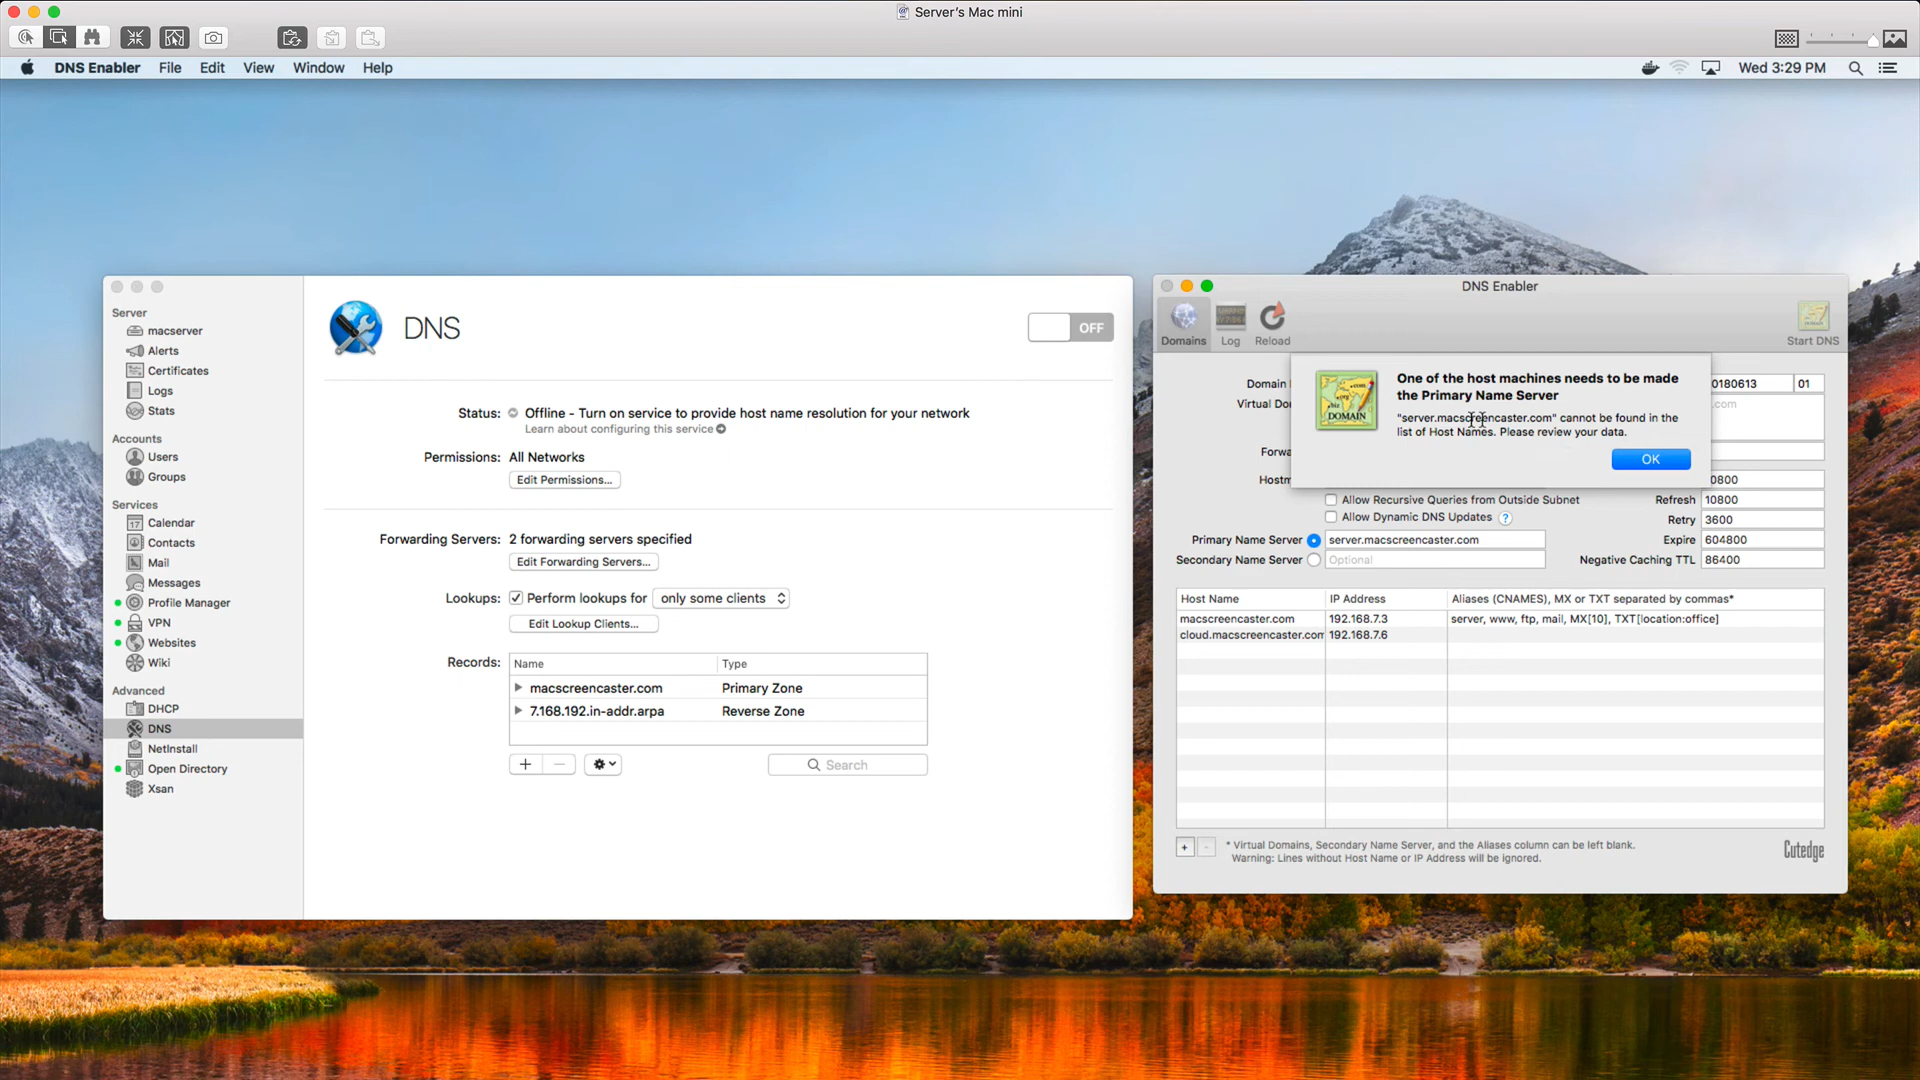 Server's Mac mini
DNS Enabler File Edit View Window Help
Wed 3:29 PM
Server
macserver
Alerts
Certificates
Logs
Stats
Accounts
Users
Groups
Services
17 Calendar
Contacts
Mail
Messages
Profile Manager
VPN
Websites
Wiki
Advanced
DHCP
DNS
NetInstall
Open Directory
Xsan
DNS
OFF
Status: Offline - Turn on service to provide host name resolution for your network
Learn about configuring this service
Permissions: All Networks
Edit Permissions...
Forwarding Servers: 2 forwarding servers specified
Edit Forwarding Servers...
Lookups: Perform lookups for only some clients
Edit Lookup Clients...
Records: Name Type
macscreencaster.com Primary Zone
7.168.192.in-addr.arpa Reverse Zone
+ −
Search
DNS Enabler
Domains Log Reload
Start DNS
One of the host machines needs to be made
the Primary Name Server
"server.macscreencaster.com" cannot be found in the
list of Host Names. Please review your data.
OK
.com
.org
.biz
DOMAIN
Domain
0180613 01
Virtual Do
.com
Forwa
Hostm
0800
Allow Recursive Queries from Outside Subnet
Refresh 10800
Allow Dynamic DNS Updates ?
Retry 3600
Primary Name Server server.macscreencaster.com
Expire 604800
Secondary Name Server Optional
Negative Caching TTL 86400
Host Name IP Address Aliases (CNAMES), MX or TXT separated by commas*
macscreencaster.com 192.168.7.3 server, www, ftp, mail, MX[10], TXT[location:office]
cloud.macscreencaster.com 192.168.7.6
+ -
* Virtual Domains, Secondary Name Server, and the Aliases column can be left blank.
Warning: Lines without Host Name or IP Address will be ignored.
Cutedge